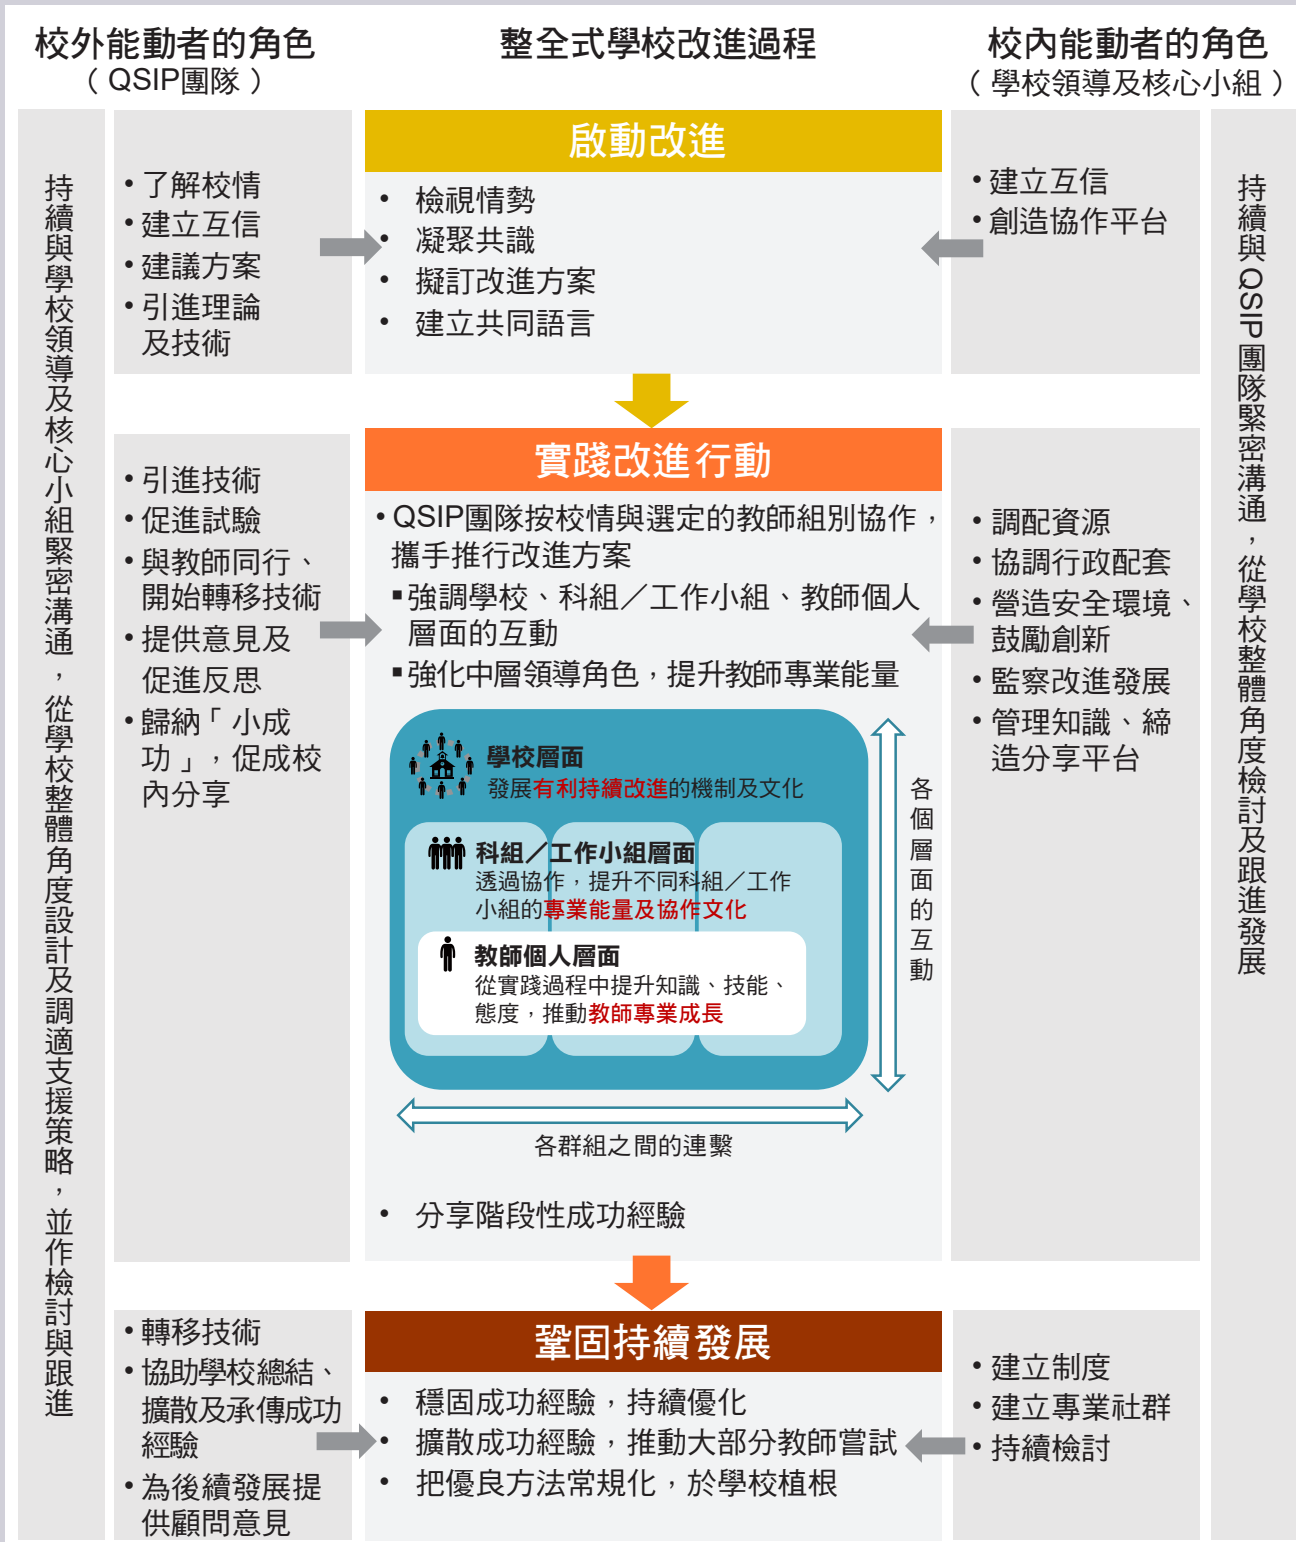 校外能動者的角色
（ QSIP團隊 ）
整全式學校改進過程
校內能動者的角色
（ 學校領導及核心小組 ）
持續與學校領導及核心小組緊密溝通，從學校整體角度設計及調適支援策略，並作檢討與跟進
• 了解校情
• 建立互信
• 建議方案
• 引進理論
及技術
啟動改進
• 檢視情勢
• 凝聚共識
• 擬訂改進方案
• 建立共同語言
• 建立互信
• 創造協作平台
持續與QSIP團隊緊密溝通，從學校整體角度檢討及跟進發展
• 引進技術
• 促進試驗
• 與教師同行、
開始轉移技術
• 提供意見及
促進反思
• 歸納「小成
功」，促成校
內分享
實踐改進行動
• QSIP團隊按校情與選定的教師組別協作，
攜手推行改進方案
▪ 強調學校、科組／工作小組、教師個人
層面的互動
▪ 強化中層領導角色，提升教師專業能量
學校層面
發展有利持續改進的機制及文化
科組／工作小組層面
透過協作，提升不同科組／工作
小組的專業能量及協作文化
教師個人層面
從實踐過程中提升知識、技能、
態度，推動教師專業成長
各個層面的互動
各群組之間的連繫
• 分享階段性成功經驗
• 調配資源
• 協調行政配套
• 營造安全環境、
鼓勵創新
• 監察改進發展
• 管理知識、締
造分享平台
• 轉移技術
• 協助學校總結、
擴散及承傳成功
經驗
• 為後續發展提
供顧問意見
鞏固持續發展
• 穩固成功經驗，持續優化
• 擴散成功經驗，推動大部分教師嘗試
• 把優良方法常規化，於學校植根
• 建立制度
• 建立專業社群
• 持續檢討